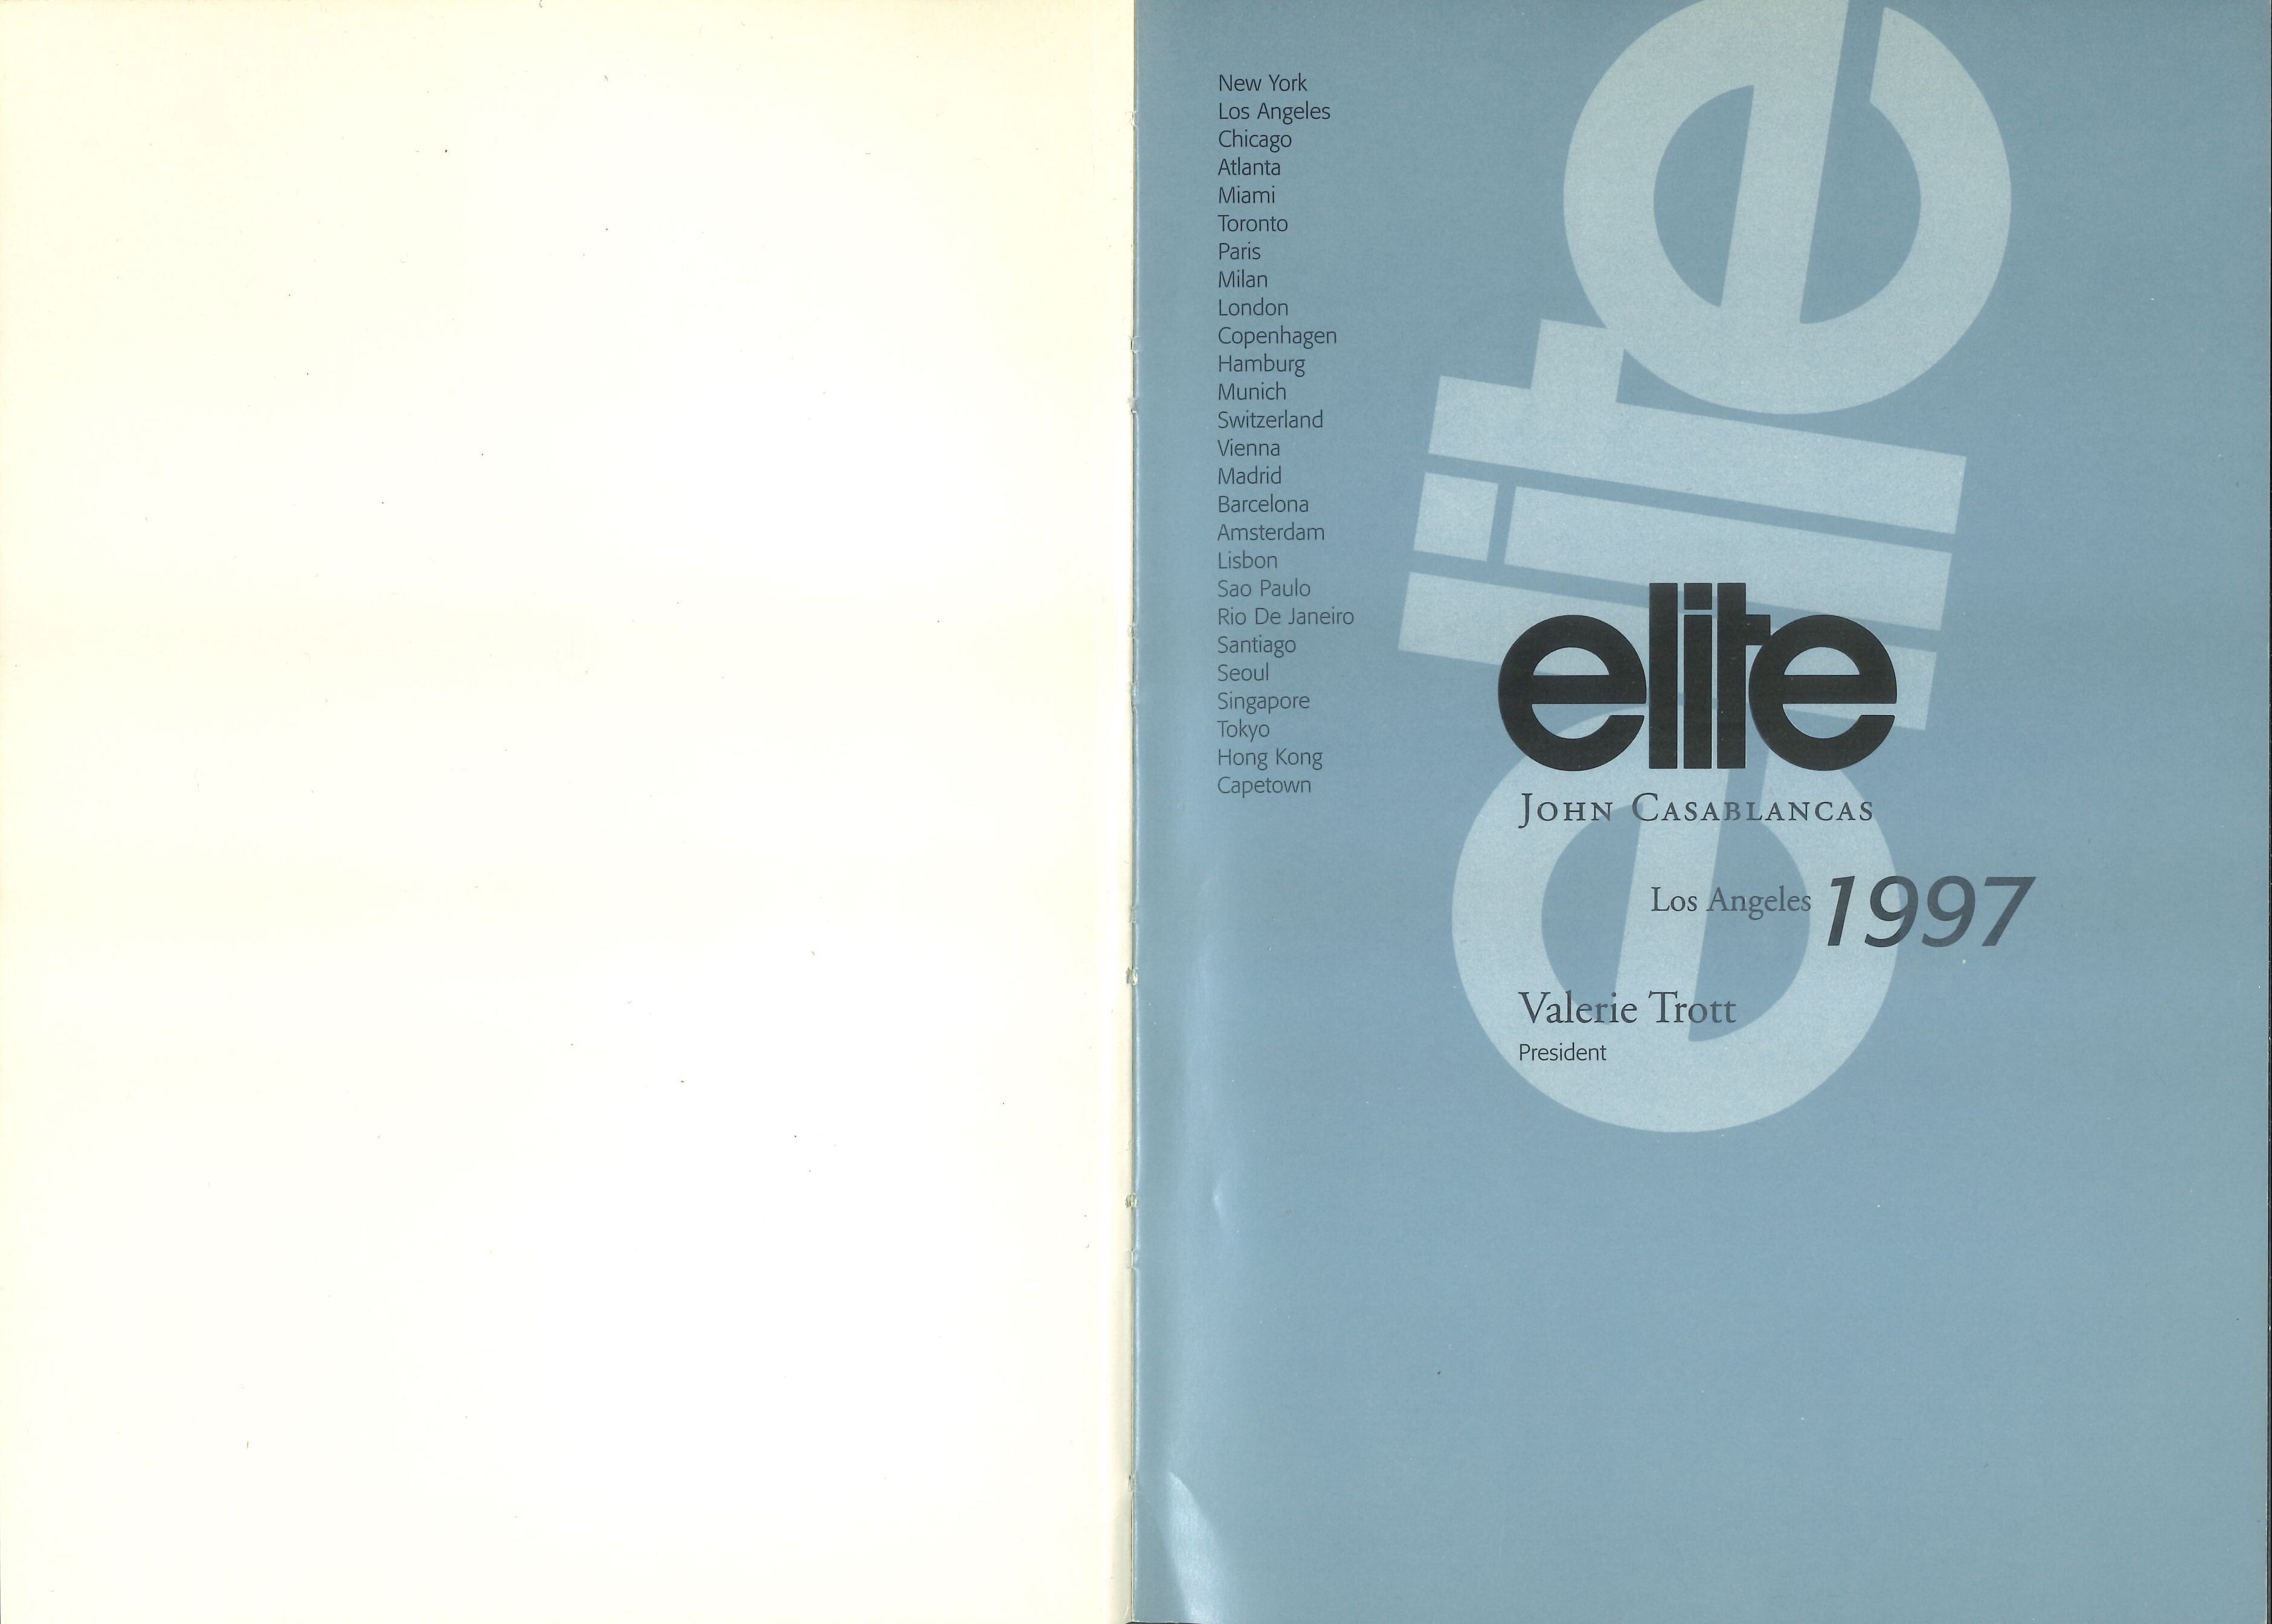 New York
Los Angeles
Chicago
Atlanta
Miami
Toronto
Paris
Milan
London
Copenhagen
Hamburg
Munich
Switzerland
Vienna
Madrid
Barcelona
Amsterdam
Lisbon
Sao Paulo
Rio De Janeiro
Santiago
Seoul
Singapore
Tokyo
Hong Kong
Capetown
elite
elite
John Casablancas
Los Angeles 1997
Valerie Trott
President